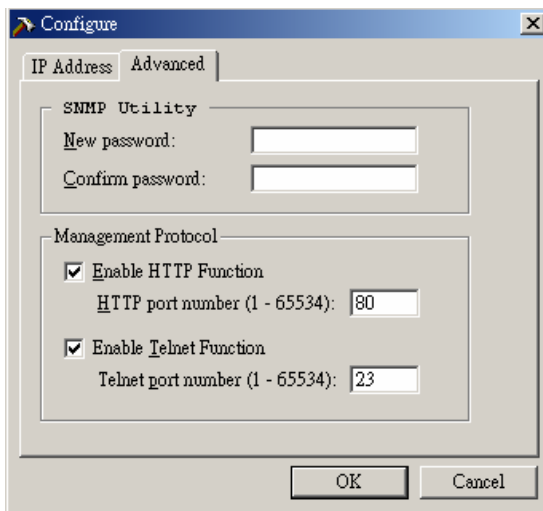 Configure
IP Address
Advanced
SNMP Utility
New password:
Confirm password:
Management Protocol
Enable HTTP Function
HTTP port number (1 - 65534): 80
Enable Telnet Function
Telnet port number (1 - 65534): 23
OK
Cancel